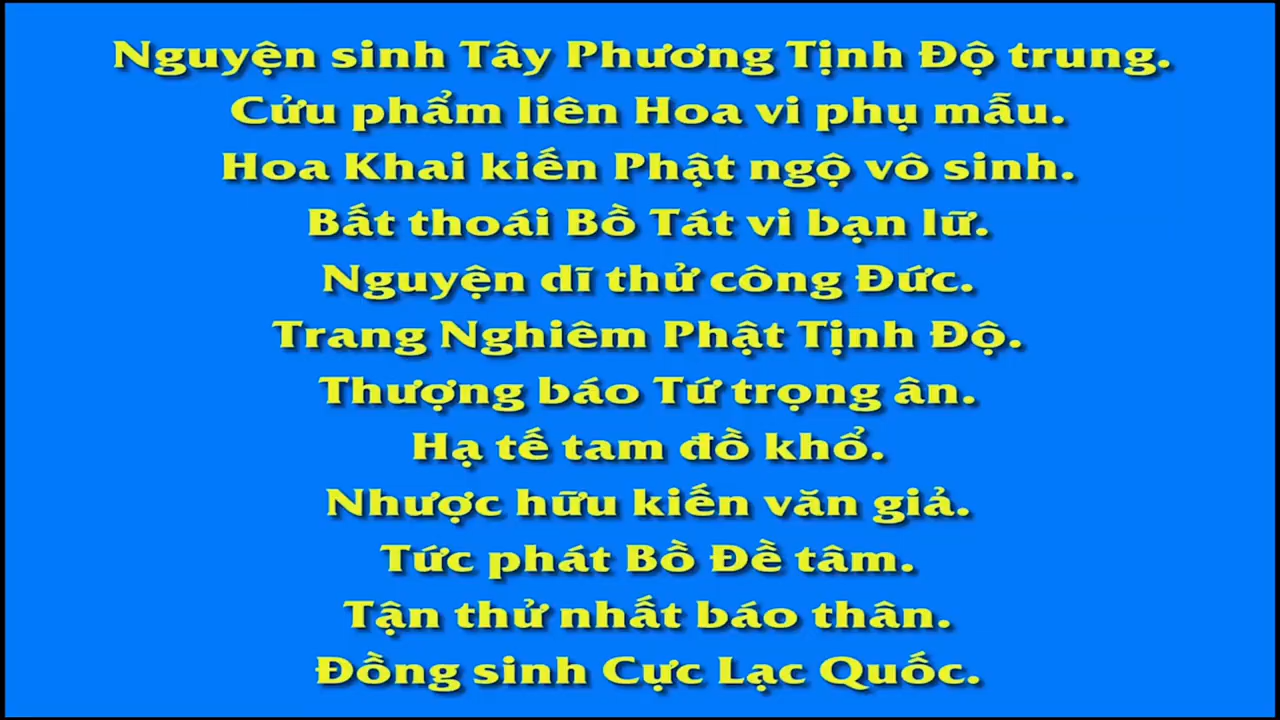 Nguyện sinh Tây Phương Tịnh Độ trung.
Cửu phẩm liên Hoa vi phụ mẫu.
Hoa Khai kiến Phật ngộ vô sinh.
Bất thoái Bồ Tát vi bạn lữ.
Nguyện dĩ thử công Đức.
Trang Nghiêm Phật Tịnh Độ.
Thượng báo Tứ trọng ân.
Hạ tế tam đồ khổ.
Nhược hữu kiến văn giả.
Tức phát Bồ Đề tâm.
Tận thử nhất báo thân.
Đồng sinh Cực Lạc Quốc.